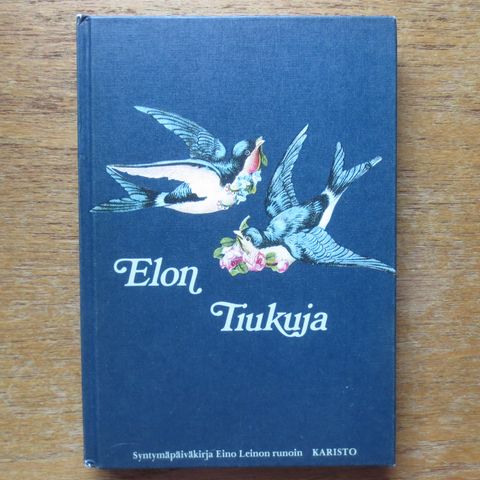 Elon
Tiukuja
Syntymäpäiväkirja Eino Leinon runoin KARISTO